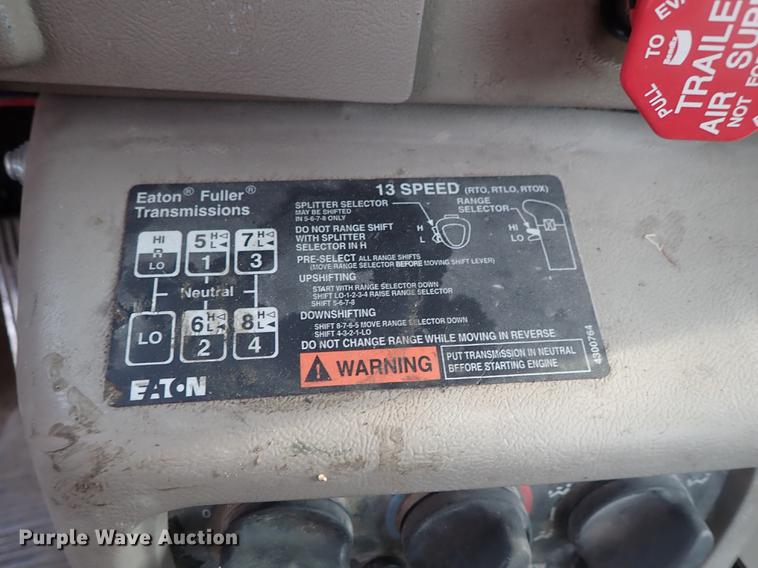 PULL TO EV
Bendix
TRAILE
AIR SUP
NOT FO
Eaton® Fuller®
Transmissions
13 SPEED (RTO, RTLO, RTOX)
SPLITTER SELECTOR
MAY BE SHIFTED
IN 5-6-7-8 ONLY
RANGE
SELECTOR
H
L
HI
LO
DO NOT RANGE SHIFT
WITH SPLITTER
SELECTOR IN H
PRE-SELECT ALL RANGE SHIFTS
(MOVE RANGE SELECTOR BEFORE MOVING SHIFT LEVER)
UPSHIFTING
START WITH RANGE SELECTOR DOWN
SHIFT LO-1-2-3-4 RAISE RANGE SELECTOR
SHIFT 5-6-7-8
DOWNSHIFTING
SHIFT 8-7-6-5 MOVE RANGE SELECTOR DOWN
SHIFT 4-3-2-1-LO
DO NOT CHANGE RANGE WHILE MOVING IN REVERSE
WARNING
PUT TRANSMISSION IN NEUTRAL
BEFORE STARTING ENGINE
4300764
HI
R
LO
5 H L
1
7 H L
3
Neutral
LO
6 H L
2
8 H L
4
EATON
Purple Wave Auction